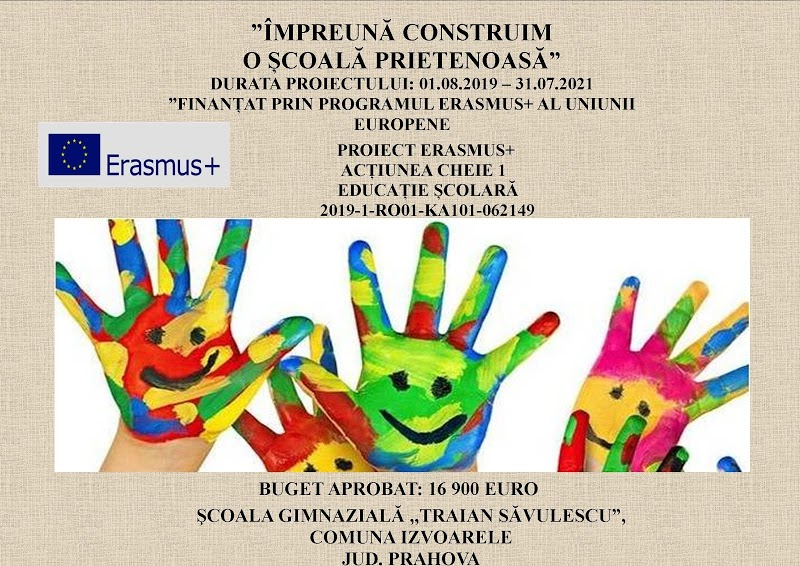 ”ÎMPREUNĂ CONSTRUIM
O ȘCOALĂ PRIETENOASĂ”
DURATA PROIECTULUI: 01.08.2019 – 31.07.2021
”FINANȚAT PRIN PROGRAMUL ERASMUS+ AL UNIUNII
EUROPENE
Erasmus+
PROIECT ERASMUS+
ACȚIUNEA CHEIE 1
EDUCAȚIE ȘCOLARĂ
2019-1-RO01-KA101-062149
BUGET APROBAT: 16 900 EURO
ȘCOALA GIMNAZIALĂ ,,TRAIAN SĂVULESCU”,
COMUNA IZVOARELE
JUD. PRAHOVA